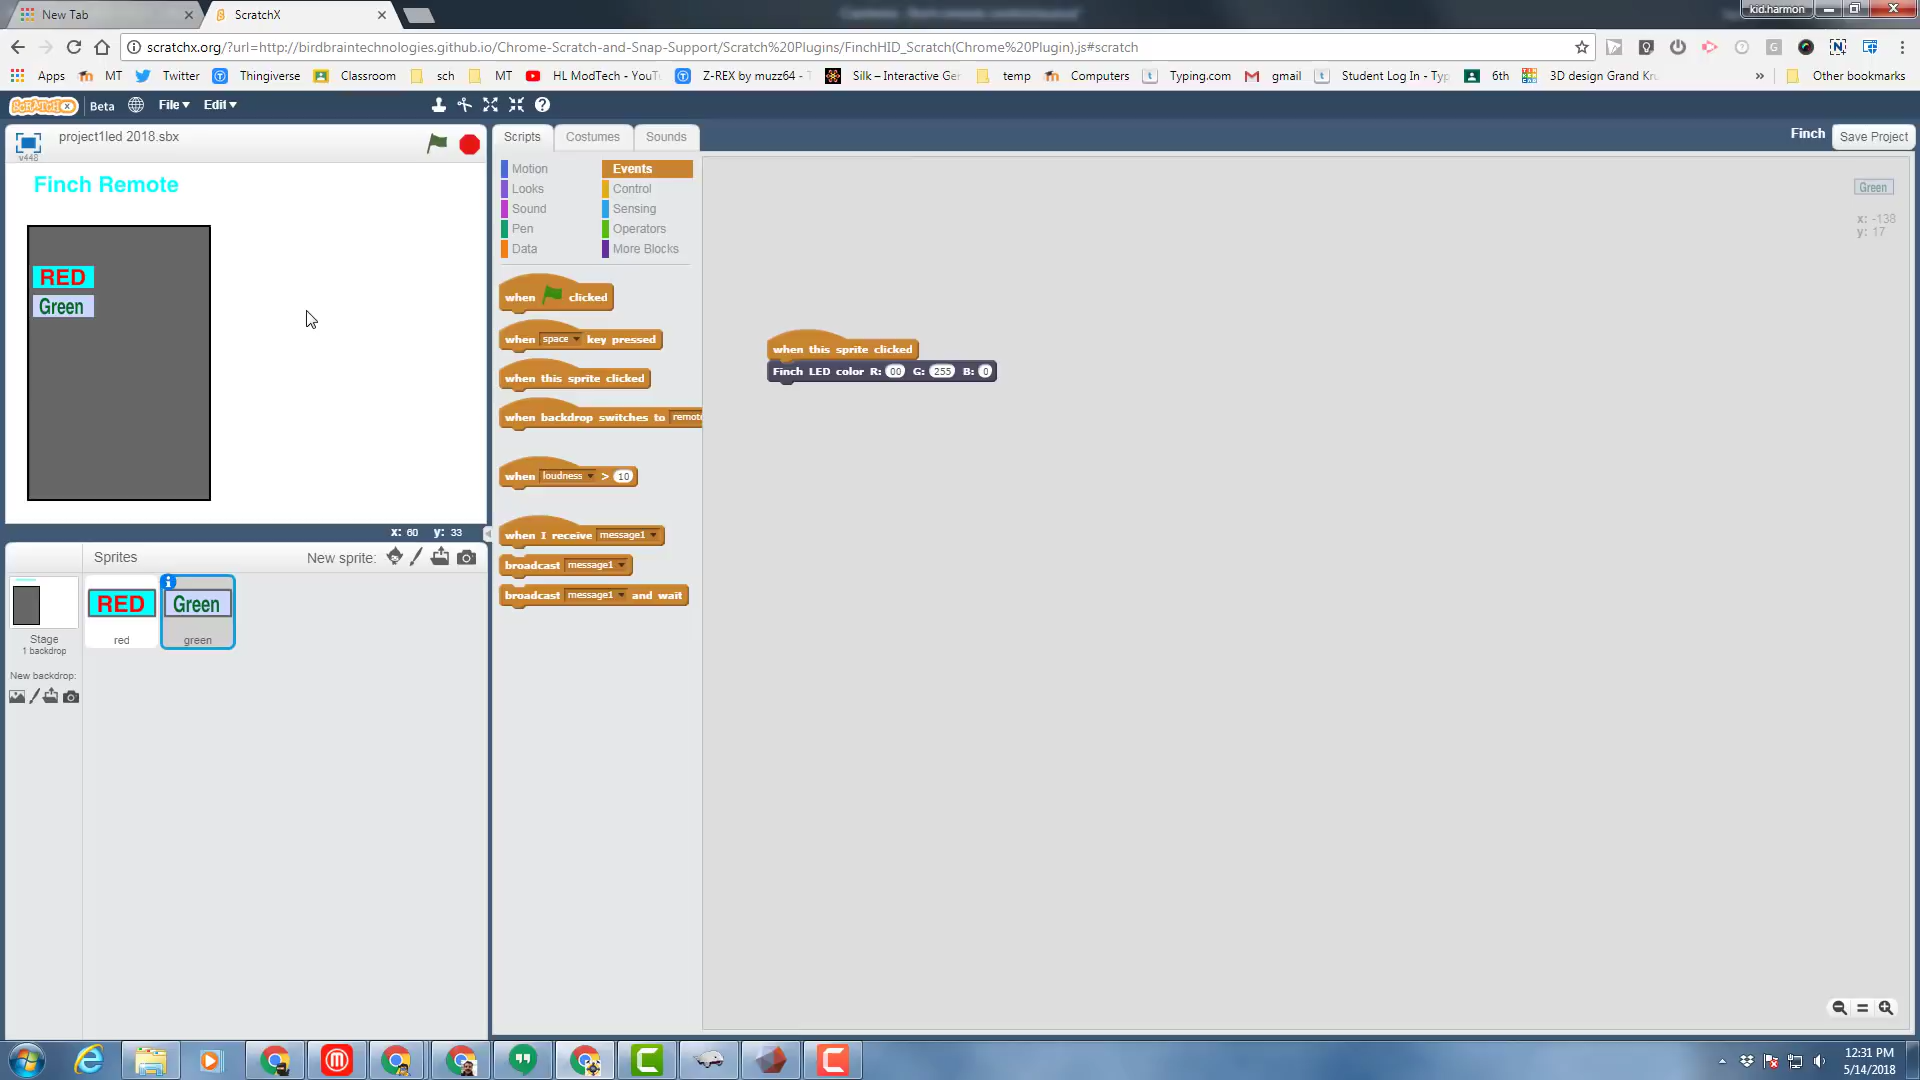 New Tab
ScratchX
kid.harmon
scratchx.org/?url=http://birdbraintechnologies.github.io/Chrome-Scratch-and-Snap-Support/Scratch%20Plugins/FinchHID_Scratch(Chrome%20Plugin).js#scratch
Apps MT Twitter Thingiverse Classroom sch MT HL ModTech - YouT Z-REX by muzz64 - T Silk – Interactive Ger temp Computers Typing.com gmail Student Log In - Typ 6th 3D design Grand Kru » Other bookmarks
SCRATCHX Beta File Edit
project1led 2018.sbx
v448
Scripts Costumes Sounds
Finch Save Project
Finch Remote
RED
Green
x: 60 y: 33
Motion Events
Looks Control
Sound Sensing
Pen Operators
Data More Blocks
when clicked
when space key pressed
when this sprite clicked
when backdrop switches to remot
when loudness > 10
when I receive message1
broadcast message1
broadcast message1 and wait
when this sprite clicked
Finch LED color R: 00 G: 255 B: 0
Green
x: -138
y: 17
Sprites New sprite:
RED
red
Green
green
Stage
1 backdrop
New backdrop:
12:31 PM
5/14/2018